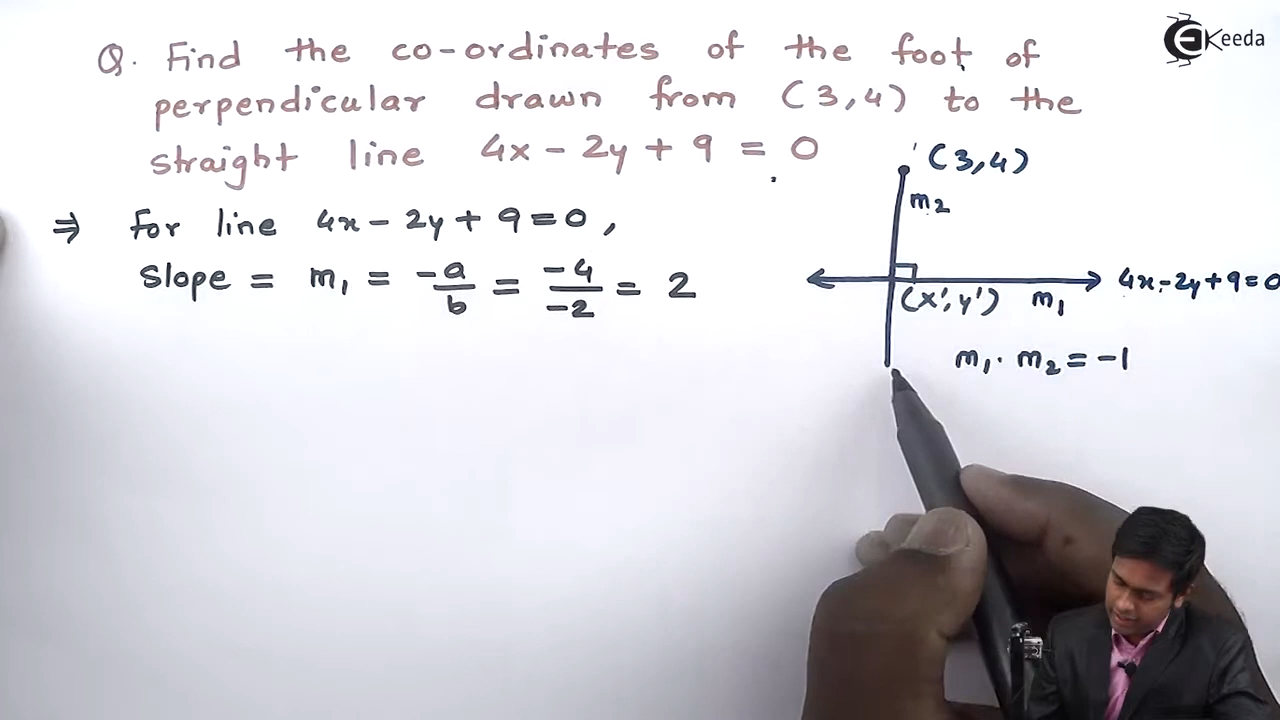 EKeeda
Q. Find the co-ordinates of the foot of
perpendicular drawn from (3,4) to the
straight line 4x - 2y + 9 = 0
⇒ For line 4x - 2y + 9 = 0 ,
Slope = m₁ = -a/b = -4/-2 = 2
(3,4)
m₂
4x - 2y + 9 = 0
(x', y') m₁
m₁ · m₂ = -1